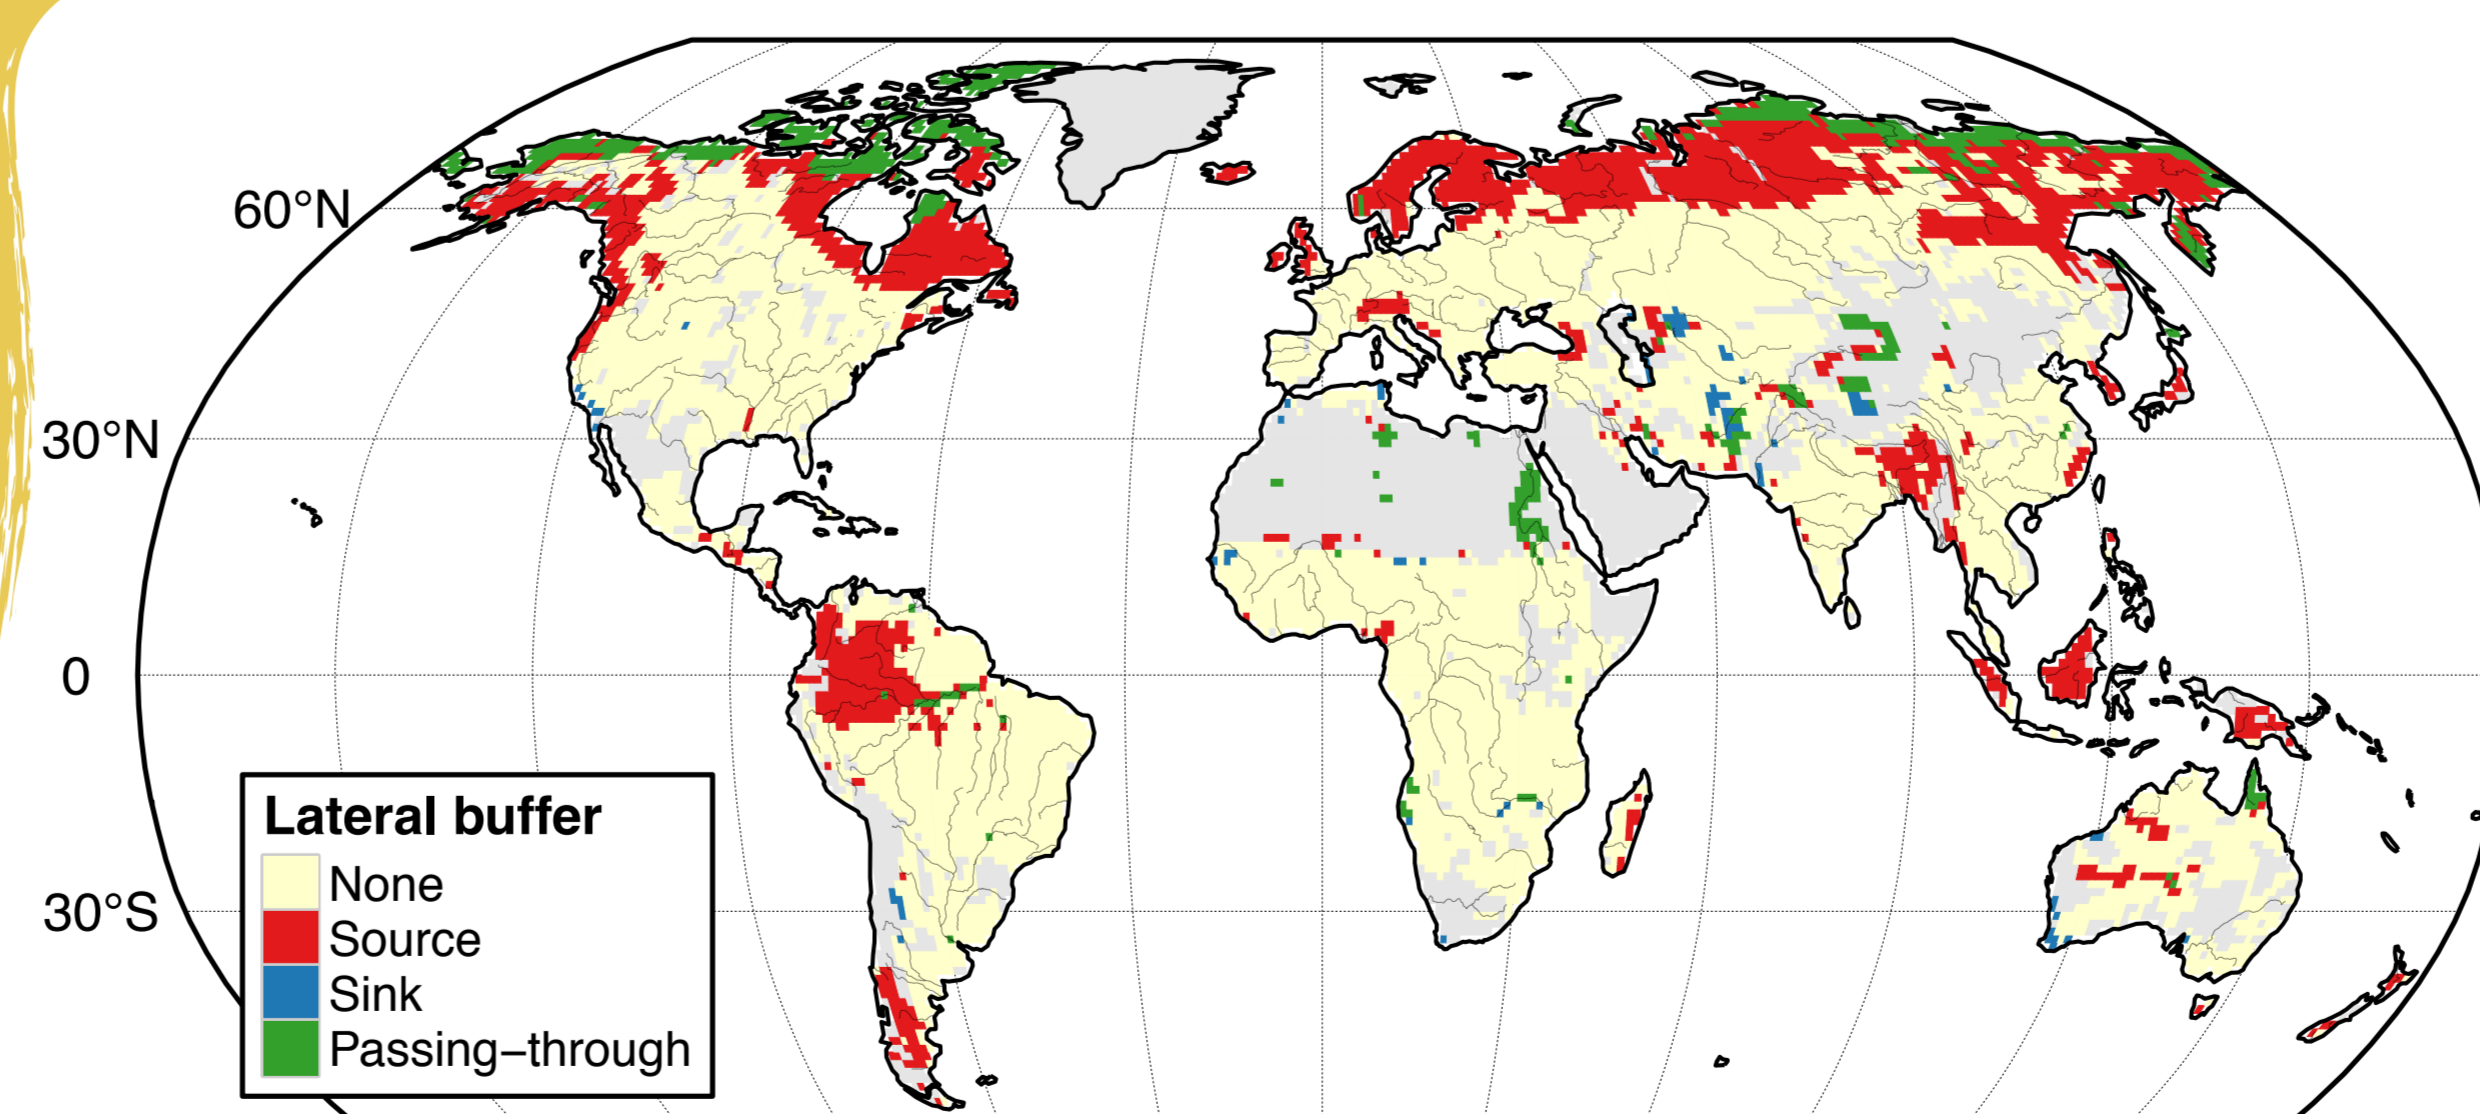 60°N
30°N
0
30°S
Lateral buffer
None
Source
Sink
Passing–through